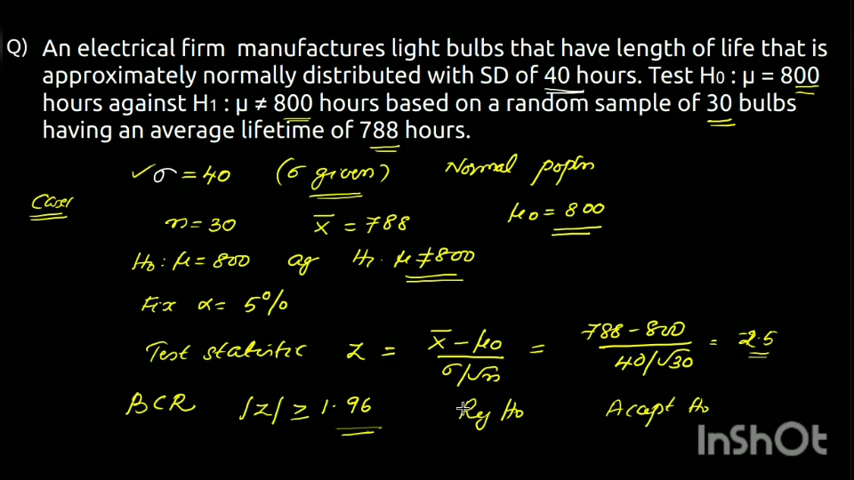 Q) An electrical firm manufactures light bulbs that have length of life that is
approximately normally distributed with SD of 40 hours. Test H0 : μ = 800
hours against H1 : μ ≠ 800 hours based on a random sample of 30 bulbs
having an average lifetime of 788 hours.
✓ σ = 40 (σ given) Normal popln
Case1
n = 30 x̄ = 788 μ0 = 800
H0 : μ = 800 ag H1 . μ ≠ 800
Fix α = 5%
Test statistic Z = x̄ - μ0 / σ/√n = 788 - 800 / 40/√30 = -2.5
BCR |Z| ≥ 1.96 Rej H0 Acept H0
InShOt